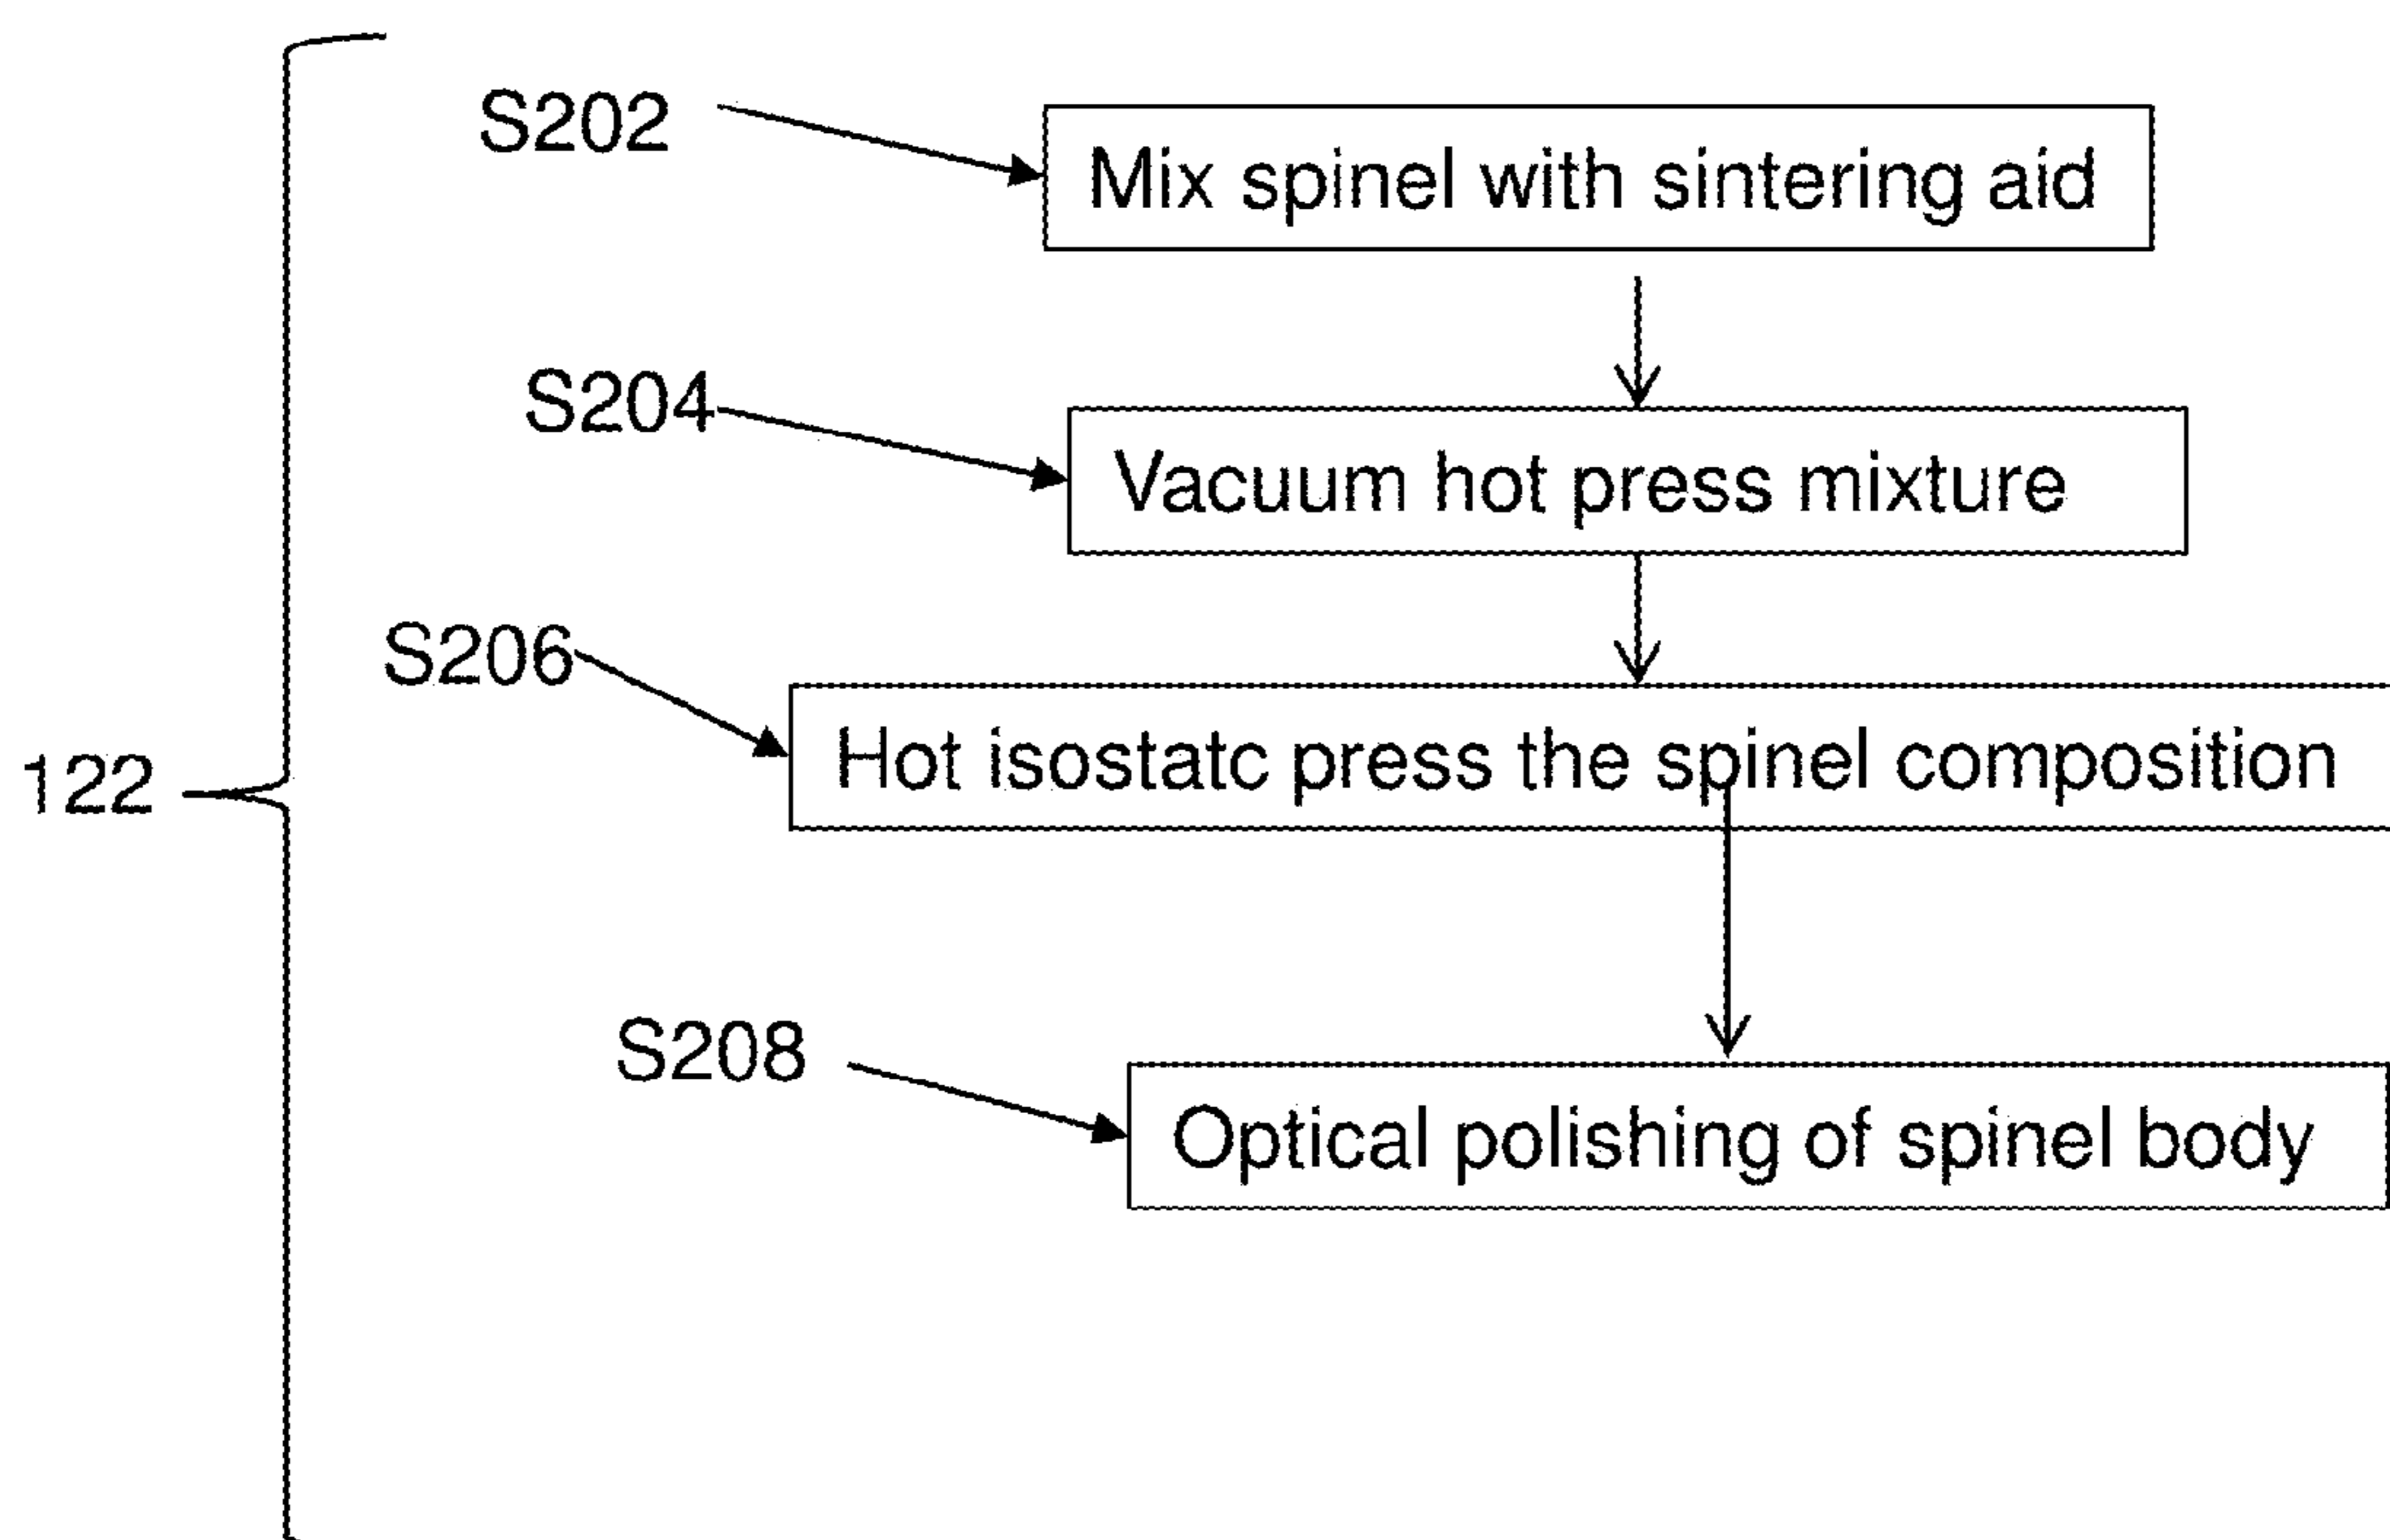 S202
Mix spinel with sintering aid
S204
Vacuum hot press mixture
S206
Hot isostatc press the spinel composition
122
S208
Optical polishing of spinel body